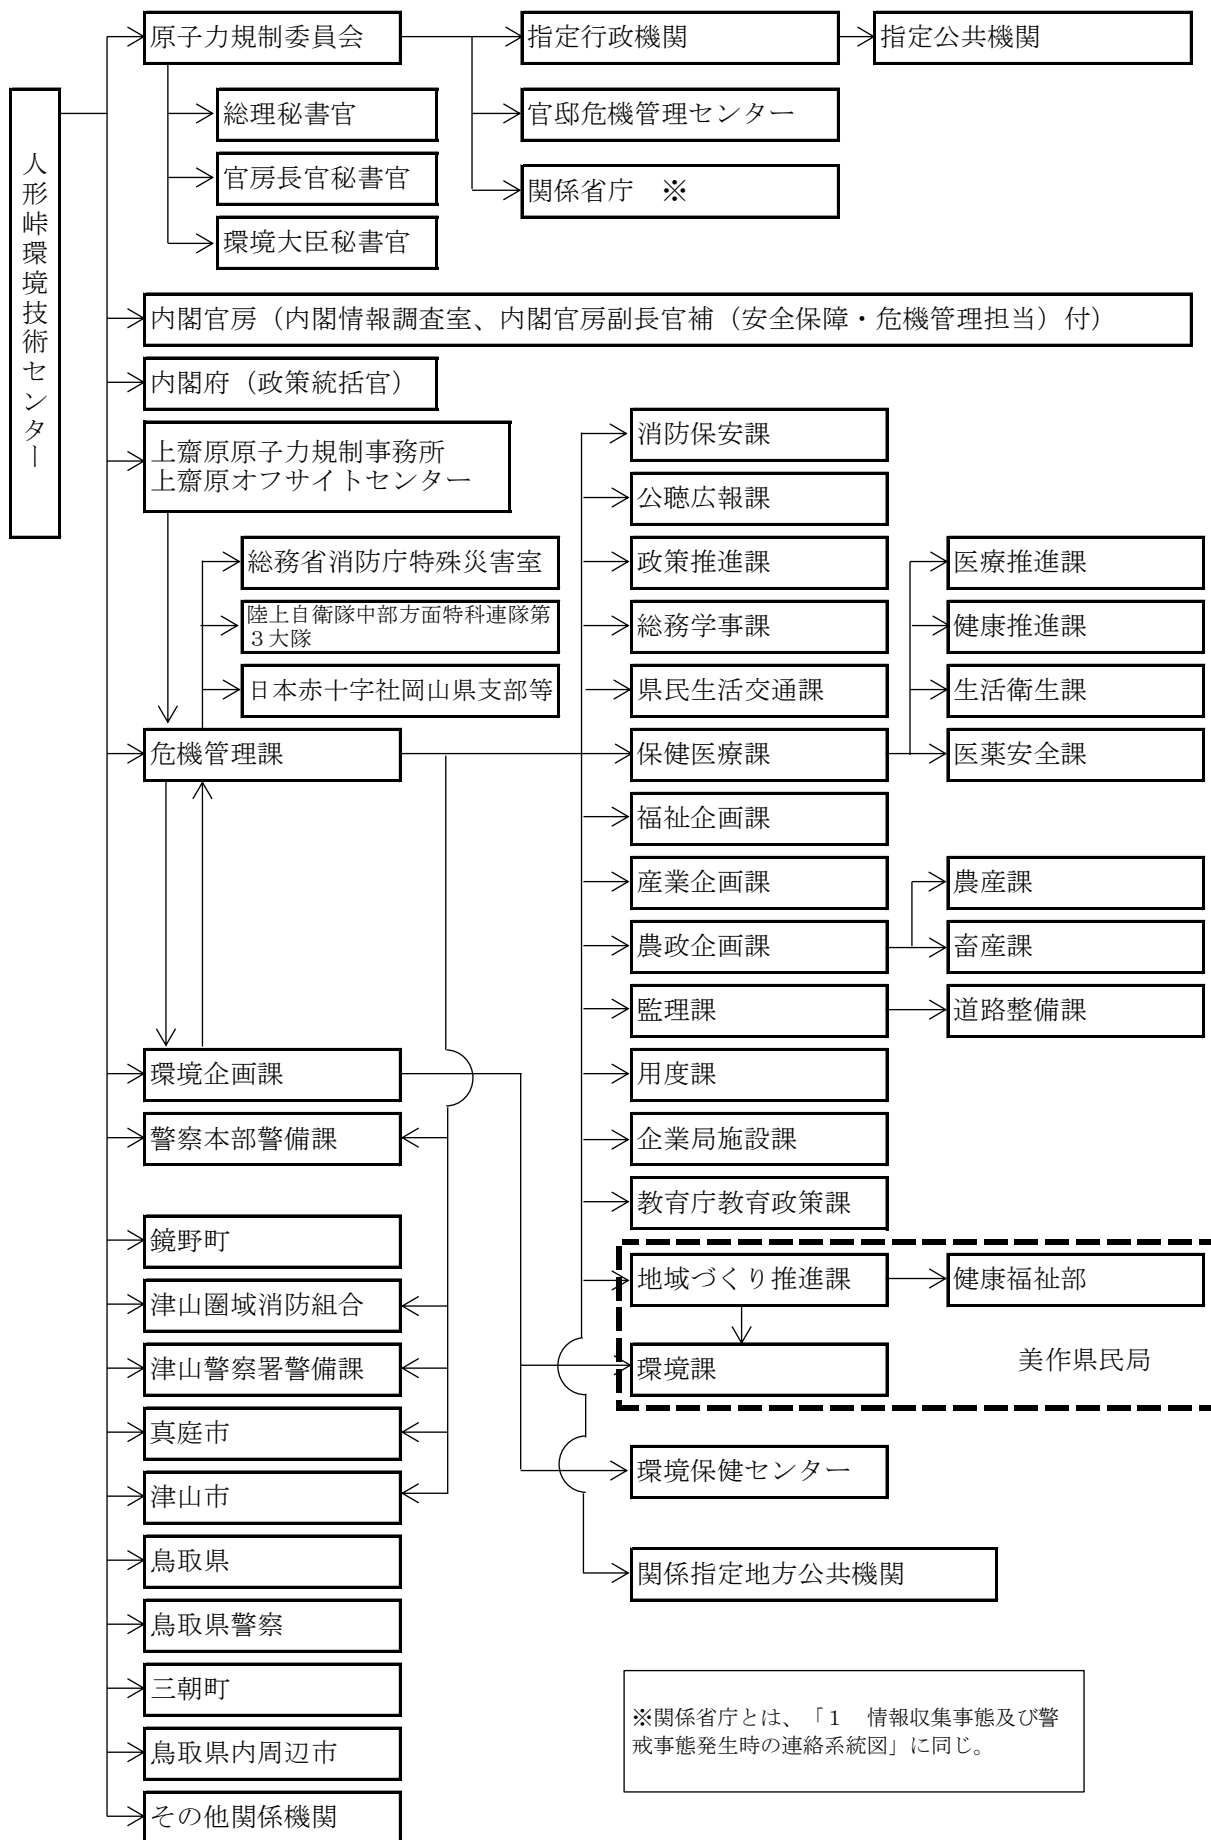 人形峠環境技術センター
原子力規制委員会
指定行政機関
指定公共機関
総理秘書官
官邸危機管理センター
官房長官秘書官
関係省庁　※
環境大臣秘書官
内閣官房（内閣情報調査室、内閣官房副長官補（安全保障・危機管理担当）付）
内閣府（政策統括官）
上齋原原子力規制事務所
上齋原オフサイトセンター
総務省消防庁特殊災害室
陸上自衛隊中部方面特科連隊第
３大隊
日本赤十字社岡山県支部等
危機管理課
環境企画課
警察本部警備課
鏡野町
津山圏域消防組合
津山警察署警備課
真庭市
津山市
鳥取県
鳥取県警察
三朝町
鳥取県内周辺市
その他関係機関
消防保安課
公聴広報課
政策推進課
総務学事課
県民生活交通課
保健医療課
福祉企画課
産業企画課
農政企画課
監理課
用度課
企業局施設課
教育庁教育政策課
地域づくり推進課
環境課
環境保健センター
関係指定地方公共機関
医療推進課
健康推進課
生活衛生課
医薬安全課
農産課
畜産課
道路整備課
健康福祉部
美作県民局
※関係省庁とは、「１　情報収集事態及び警
戒事態発生時の連絡系統図」に同じ。